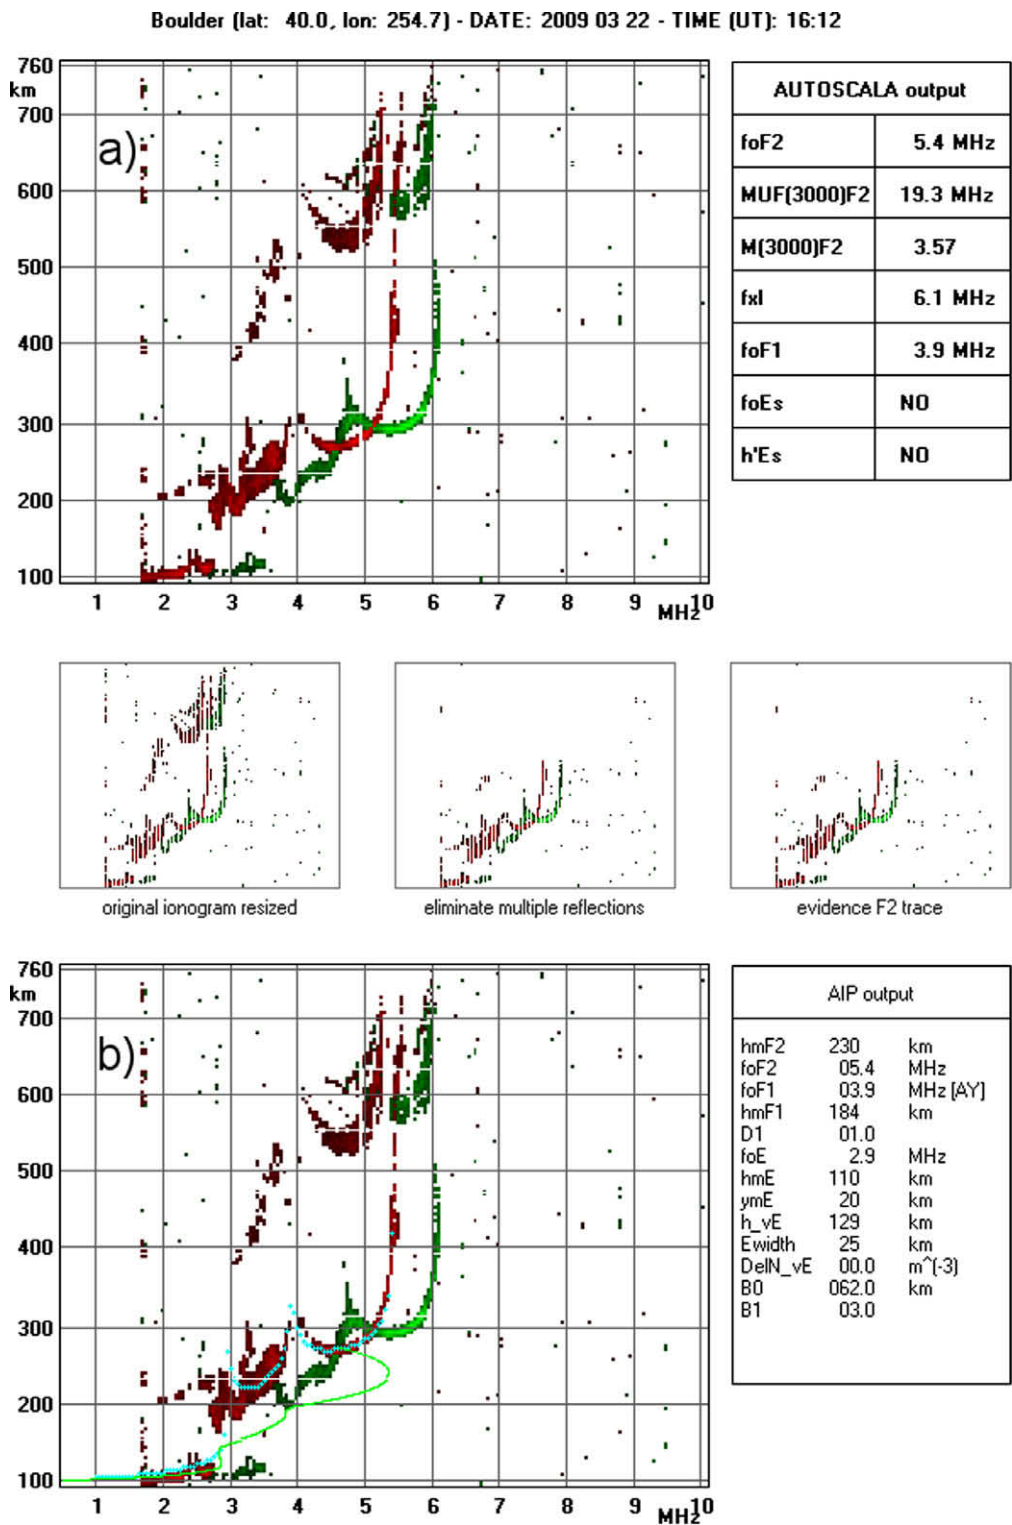 Boulder (lat: 40.0, lon: 254.7) - DATE: 2009 03 22 - TIME (UT): 16:12
760
km
700
600
500
400
300
200
100
a)
1 2 3 4 5 6 7 8 9 10
MHz
AUTOSCALA output
foF2 5.4 MHz
MUF(3000)F2 19.3 MHz
M(3000)F2 3.57
fxI 6.1 MHz
foF1 3.9 MHz
foEs NO
h'Es NO
original ionogram resized
eliminate multiple reflections
evidence F2 trace
760
km
700
600
500
400
300
200
100
b)
1 2 3 4 5 6 7 8 9 10
MHz
AIP output
hmF2 230 km
foF2 05.4 MHz
foF1 03.9 MHz [AY]
hmF1 184 km
D1 01.0
foE 2.9 MHz
hmE 110 km
ymE 20 km
h_vE 129 km
Ewidth 25 km
DelN_vE 00.0 m^(-3)
B0 062.0 km
B1 03.0